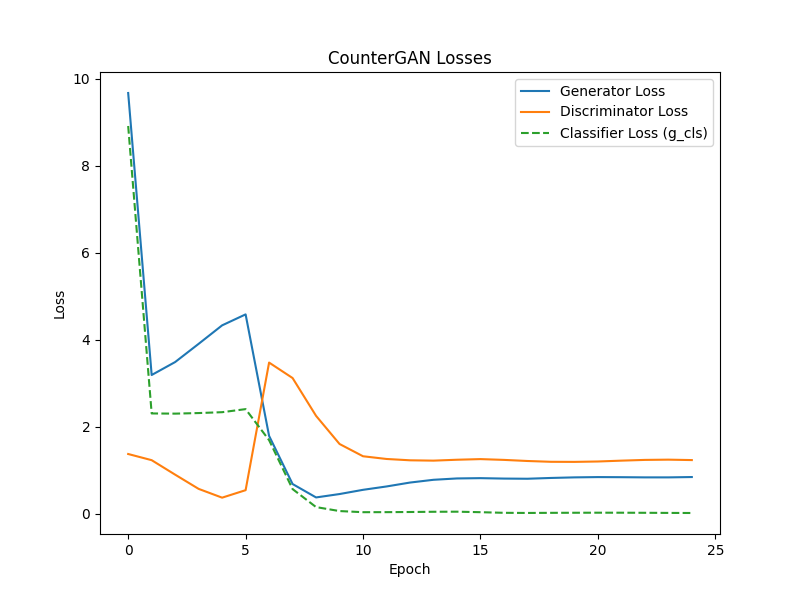 CounterGAN Losses
Generator Loss
Discriminator Loss
Classifier Loss (g_cls)
10
8
6
4
2
0
Loss
0 5 10 15 20 25
Epoch